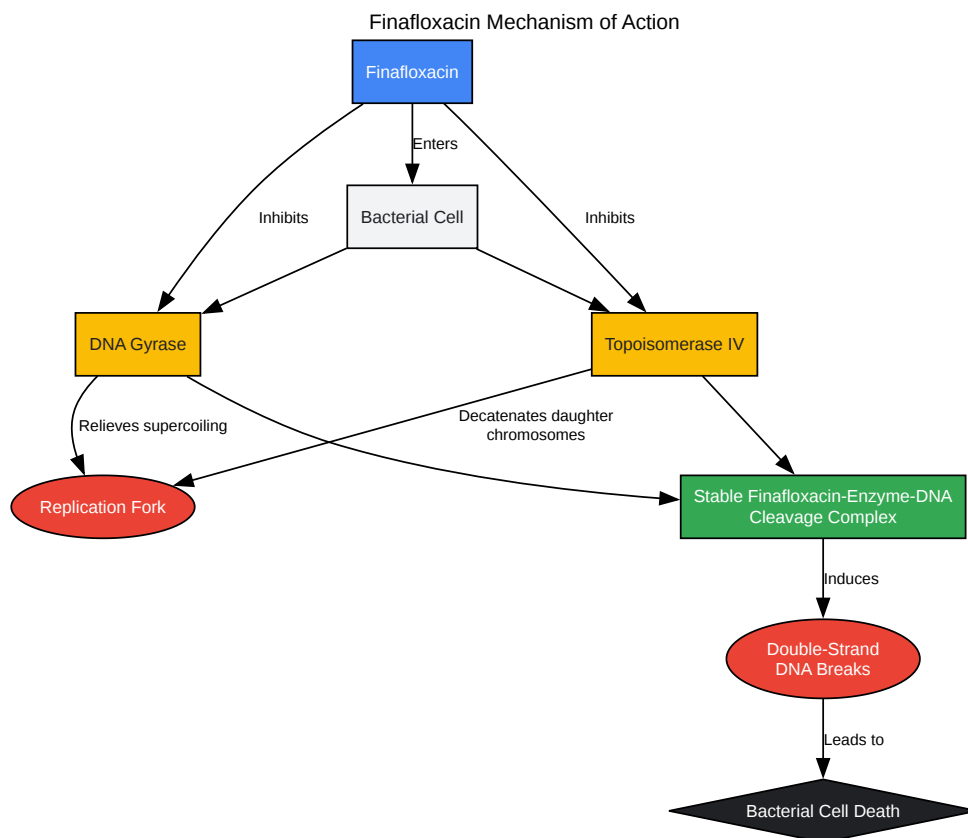 Finafloxacin Mechanism of Action
Finafloxacin
Enters
Bacterial Cell
Inhibits
Inhibits
DNA Gyrase
Topoisomerase IV
Relieves supercoiling
Decatenates daughter
chromosomes
Replication Fork
Stable Finafloxacin-Enzyme-DNA
Cleavage Complex
Induces
Double-Strand
DNA Breaks
Leads to
Bacterial Cell Death